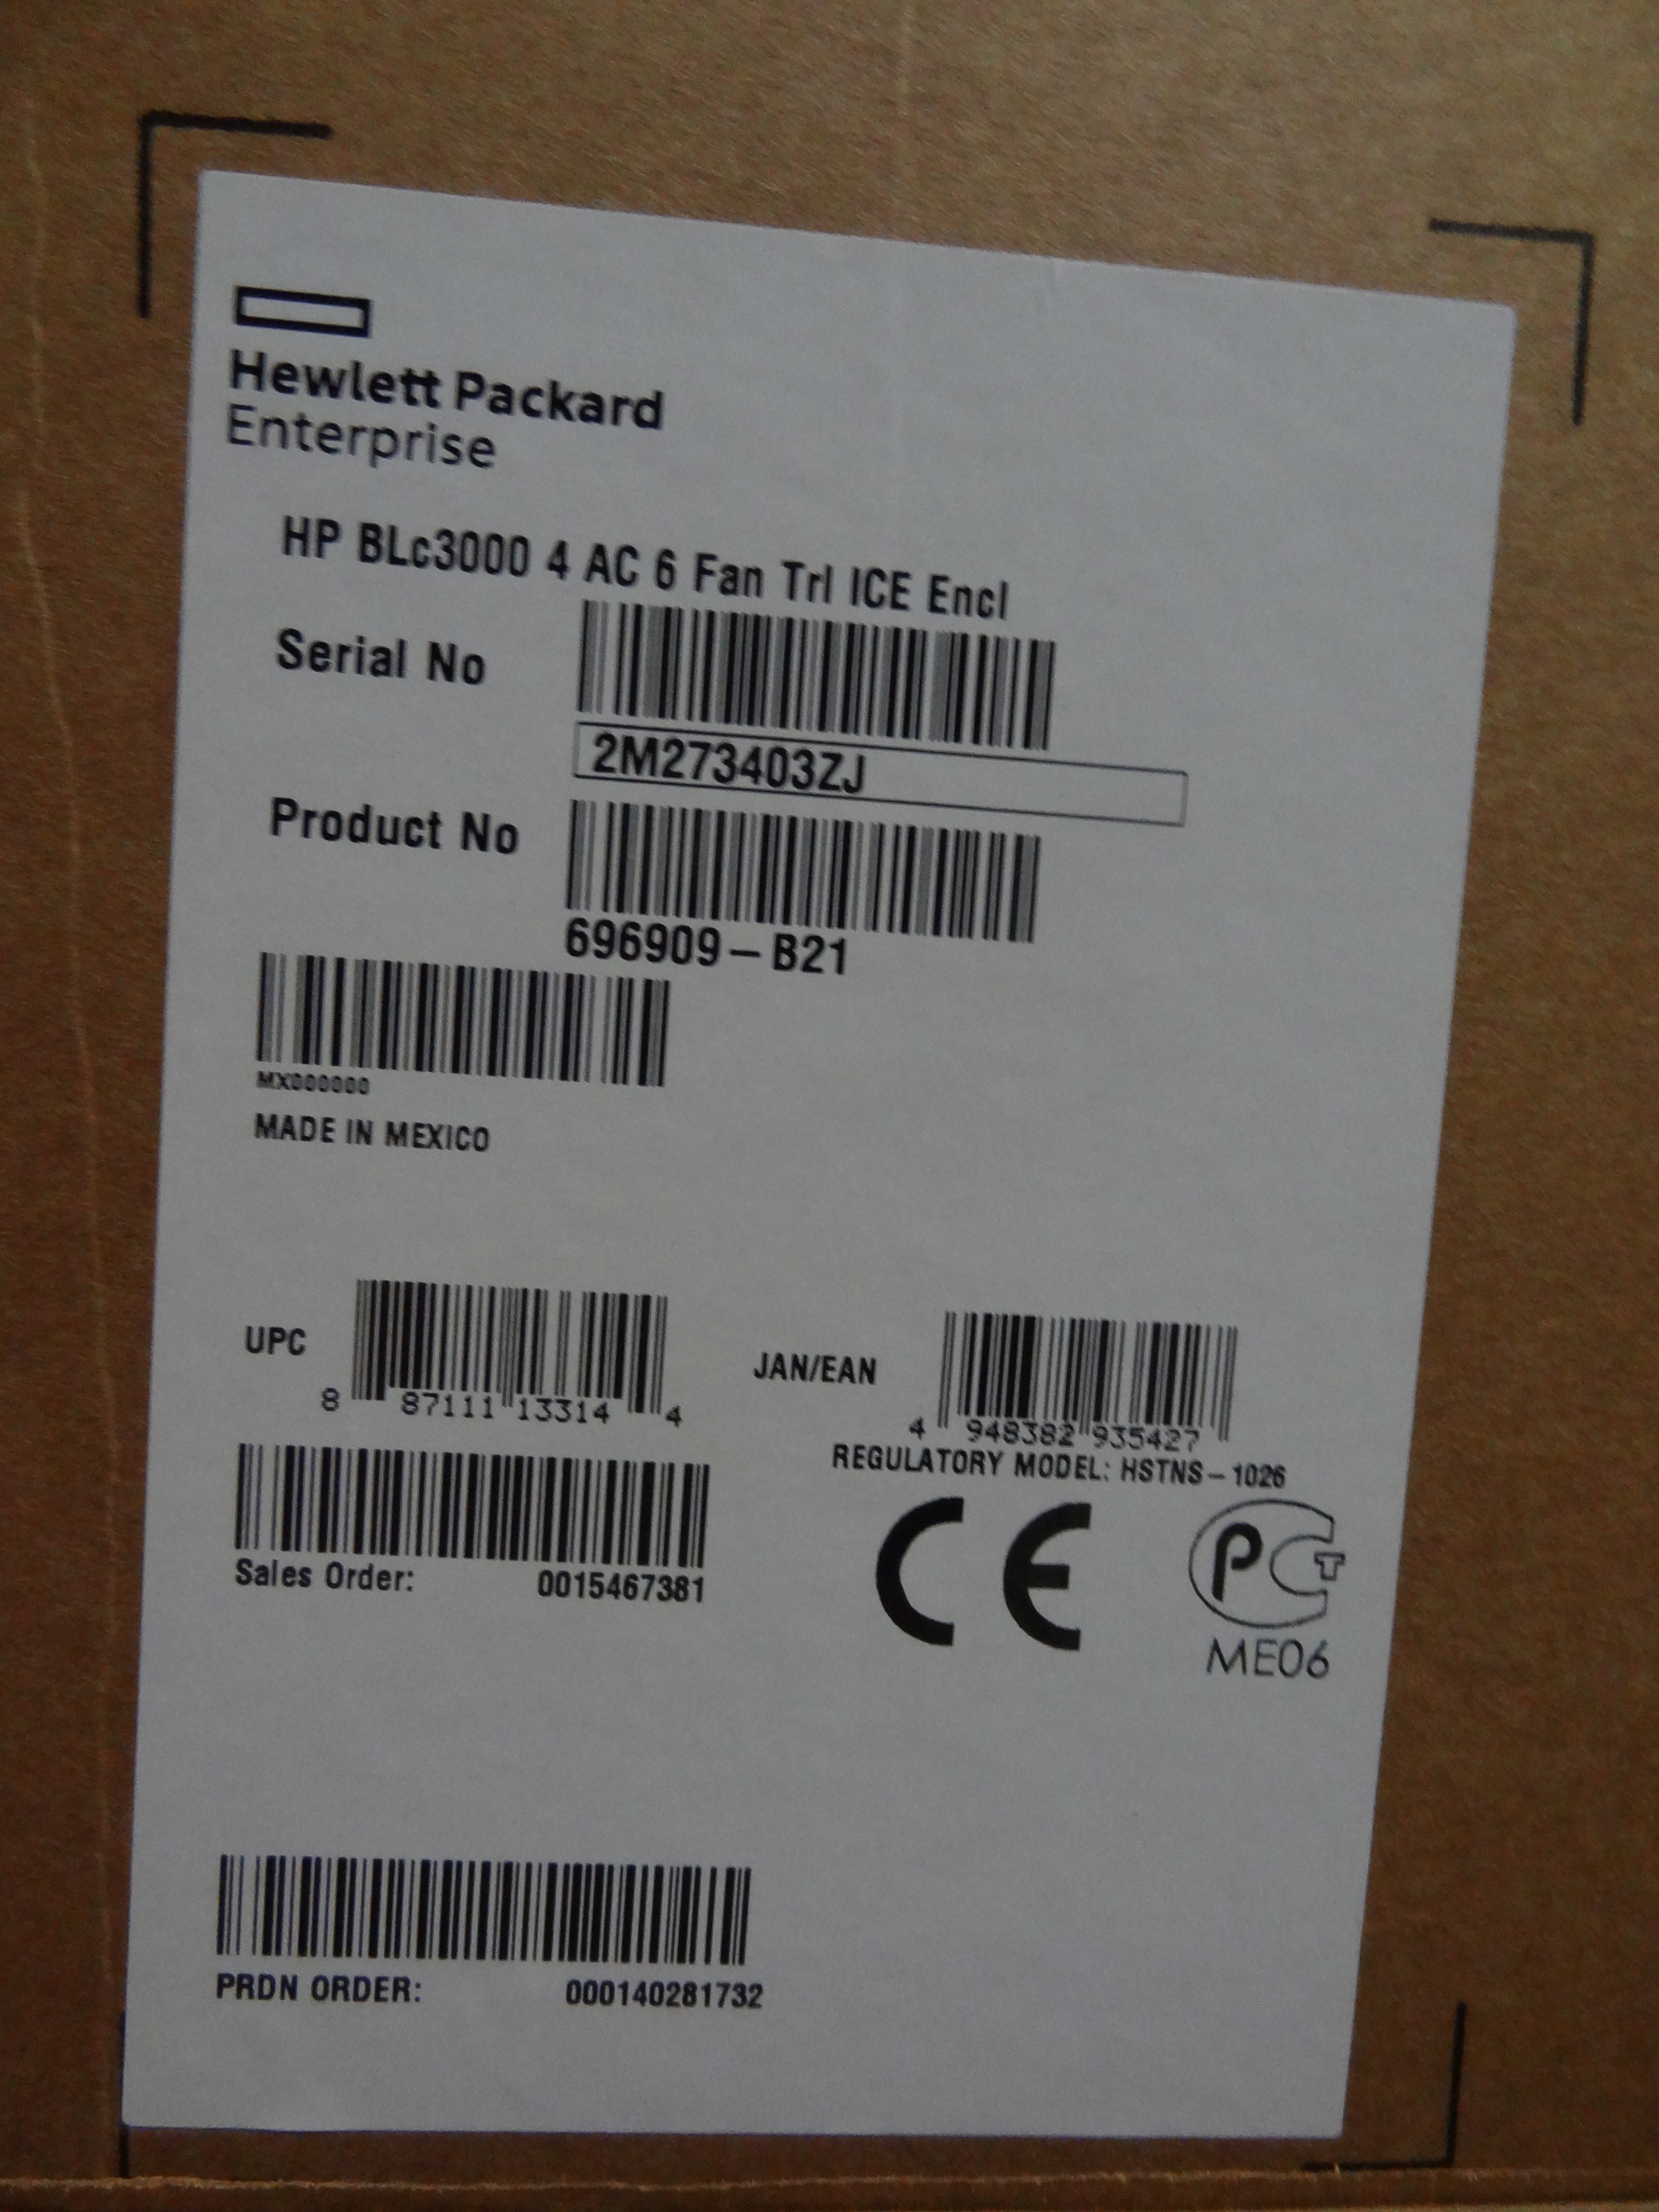 Hewlett Packard
Enterprise
HP BLc3000 4 AC 6 Fan Trl ICE Encl
Serial No
2M273403ZJ
Product No
696909-B21
MX000000
MADE IN MEXICO
UPC
8 87111 13314 4
JAN/EAN
4 948382 935427
REGULATORY MODEL: HSTNS-1026
Sales Order: 0015467381
CE
PCT
ME06
PRDN ORDER: 000140281732